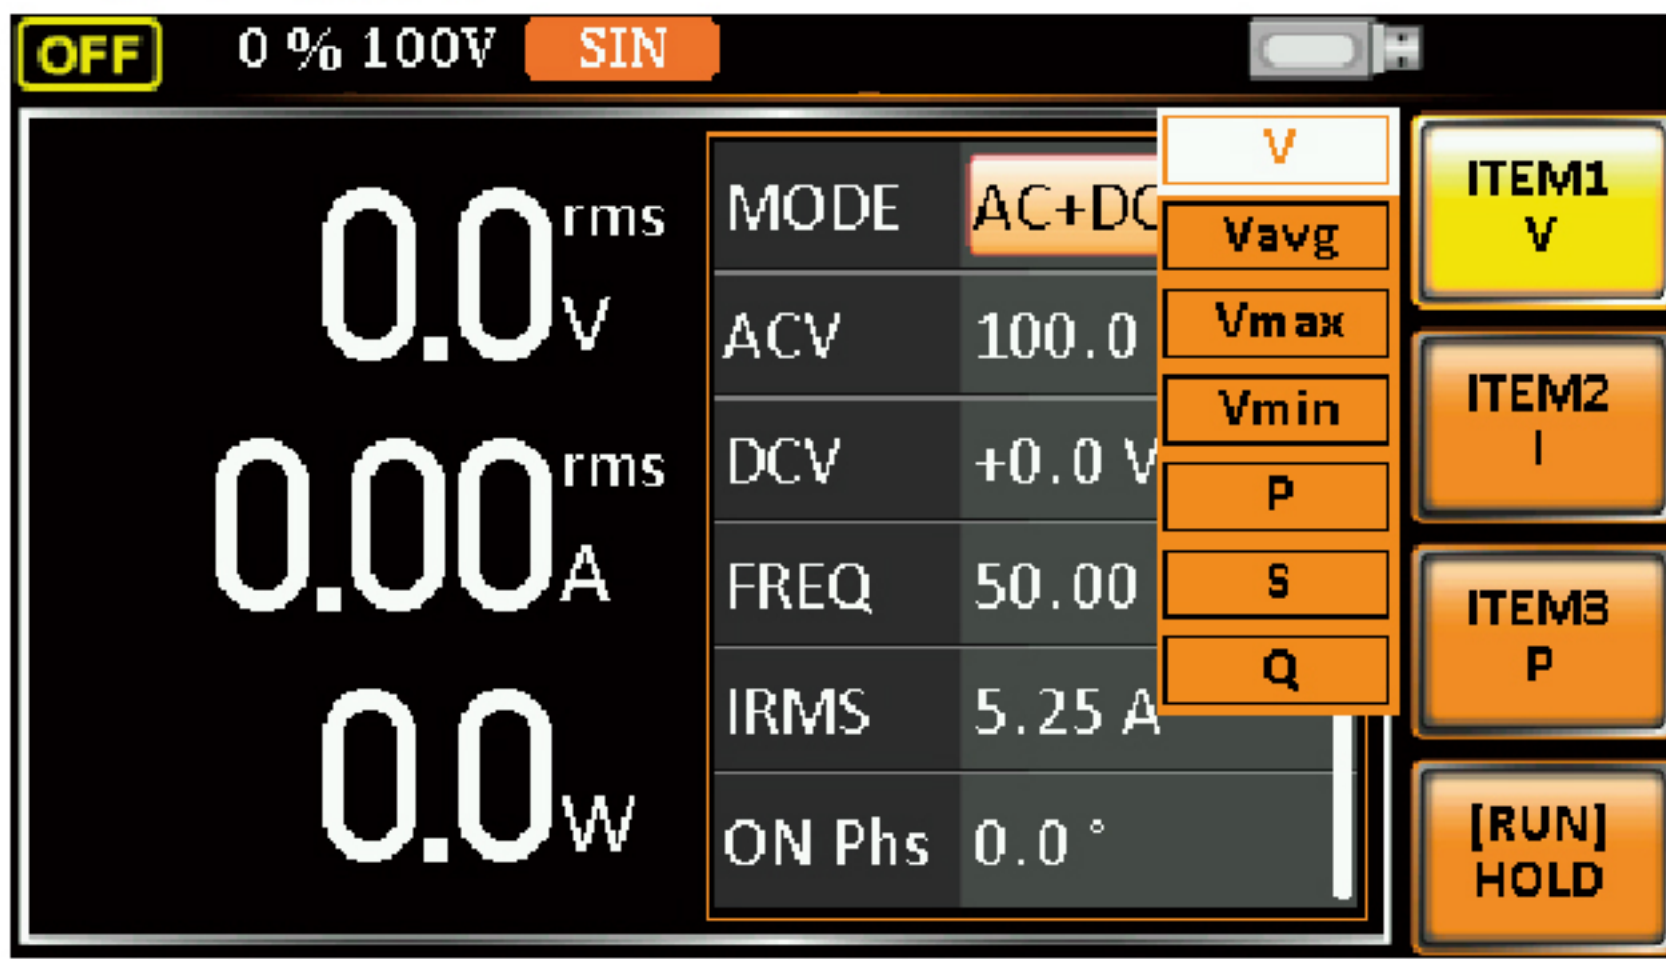 OFF 0 % 100V SIN
0.0 rms V
0.00 rms A
0.0 W
MODE AC+DC
ACV 100.0
DCV +0.0 V
FREQ 50.00
IRMS 5.25 A
ON Phs 0.0 °
V
Vavg
Vmax
Vmin
P
S
Q
ITEM1
V
ITEM2
I
ITEM3
P
[RUN]
HOLD